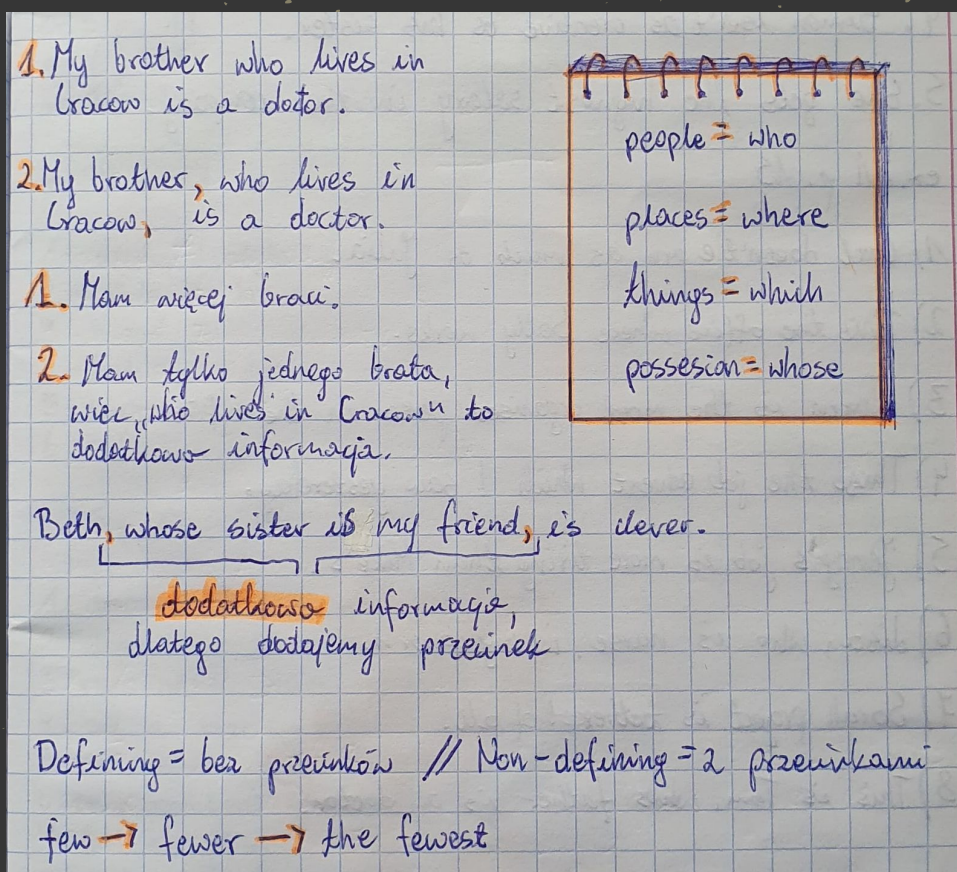 1. My brother who lives in
Cracow is a doctor.
2. My brother, who lives in
Cracow, is a doctor.
1. Mam więcej braci.
2. Mam tylko jednego brata,
więc „who lives in Cracow" to
dodatkowa informacja.
people = who
places = where
things = which
possesion = whose
Beth, whose sister is my friend, is clever.
dodatkowa informacja,
dlatego dodajemy przecinek
Defining = bez przecinków // Non-defining = z przecinkami
few → fewer → the fewest